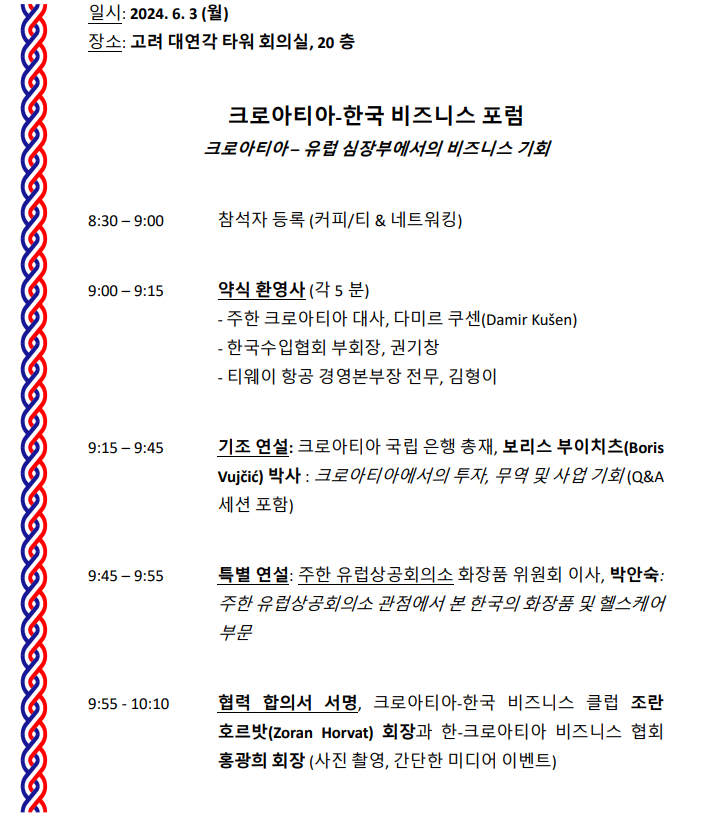 일시: 2024. 6. 3 (월)
장소: 고려 대연각 타워 회의실, 20 층
크로아티아-한국 비즈니스 포럼
크로아티아 – 유럽 심장부에서의 비즈니스 기회
8:30 – 9:00 참석자 등록 (커피/티 & 네트워킹)
9:00 – 9:15 약식 환영사 (각 5 분)
- 주한 크로아티아 대사, 다미르 쿠센(Damir Kušen)
- 한국수입협회 부회장, 권기창
- 티웨이 항공 경영본부장 전무, 김형이
9:15 – 9:45 기조 연설: 크로아티아 국립 은행 총재, 보리스 부이치츠(Boris
Vujčić) 박사 : 크로아티아에서의 투자, 무역 및 사업 기회 (Q&A
세션 포함)
9:45 – 9:55 특별 연설: 주한 유럽상공회의소 화장품 위원회 이사, 박안숙:
주한 유럽상공회의소 관점에서 본 한국의 화장품 및 헬스케어
부문
9:55 - 10:10 협력 합의서 서명, 크로아티아-한국 비즈니스 클럽 조란
호르밧(Zoran Horvat) 회장과 한-크로아티아 비즈니스 협회
홍광희 회장 (사진 촬영, 간단한 미디어 이벤트)